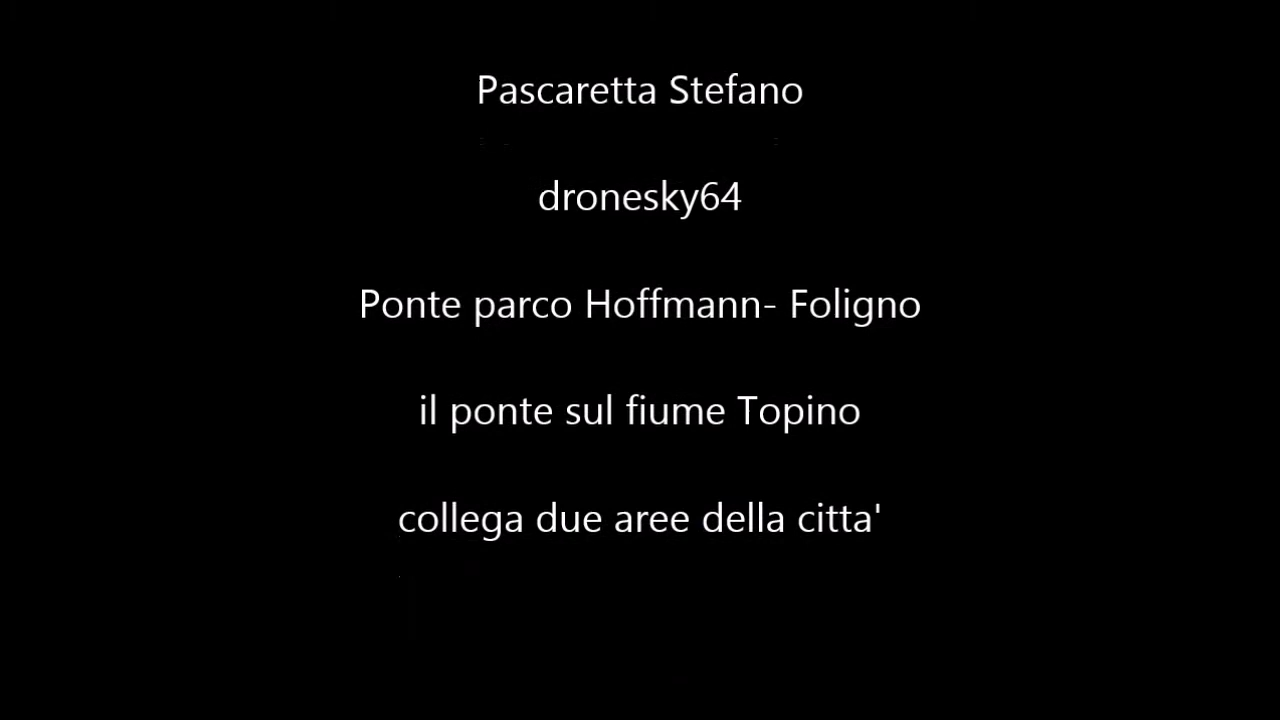 Pascaretta Stefano
dronesky64
Ponte parco Hoffmann- Foligno
il ponte sul fiume Topino
collega due aree della citta'